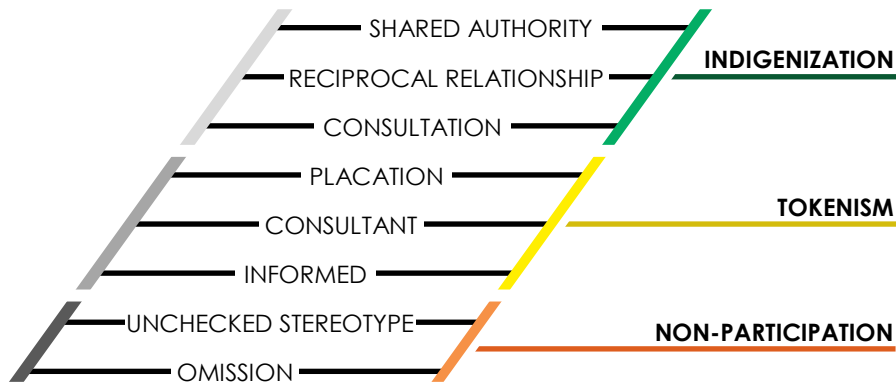 SHARED AUTHORITY
INDIGENIZATION
RECIPROCAL RELATIONSHIP
CONSULTATION
PLACATION
TOKENISM
CONSULTANT
INFORMED
UNCHECKED STEREOTYPE
NON-PARTICIPATION
OMISSION